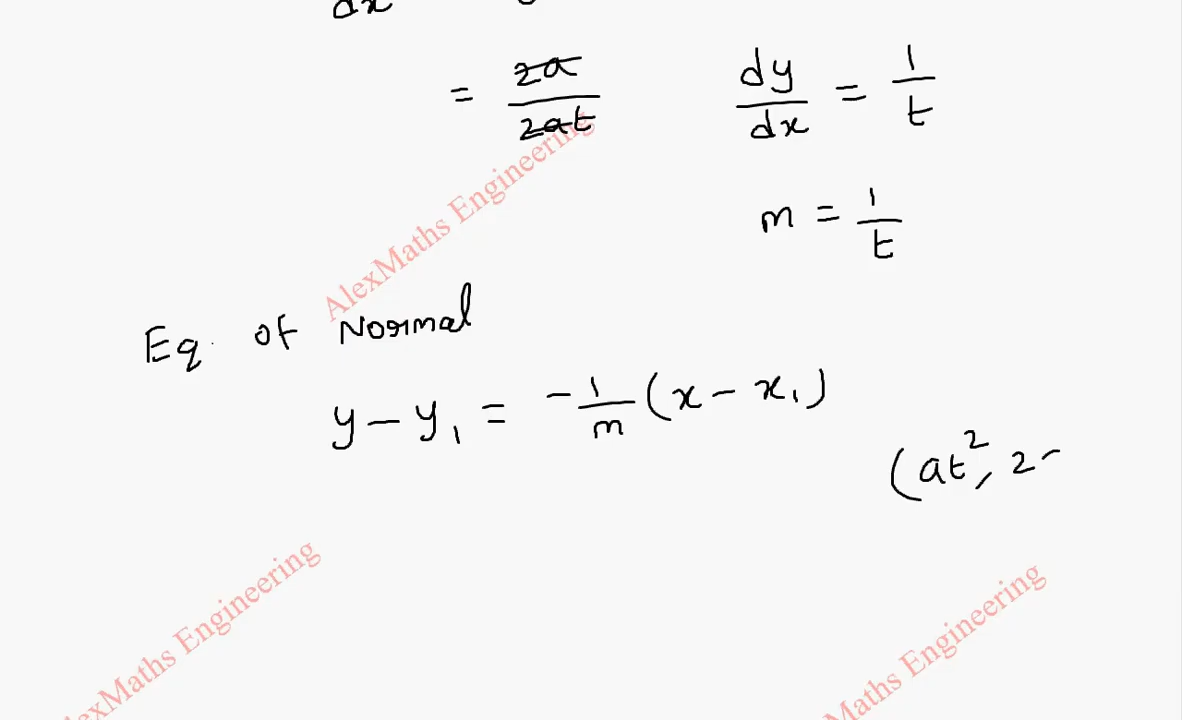 dx
= 2a/2at dy/dx = 1/t
m = 1/t
AlexMaths Engineering
Eq. of Normal
y - y₁ = -1/m (x - x₁)
(at², 2
AlexMaths Engineering
AlexMaths Engineering